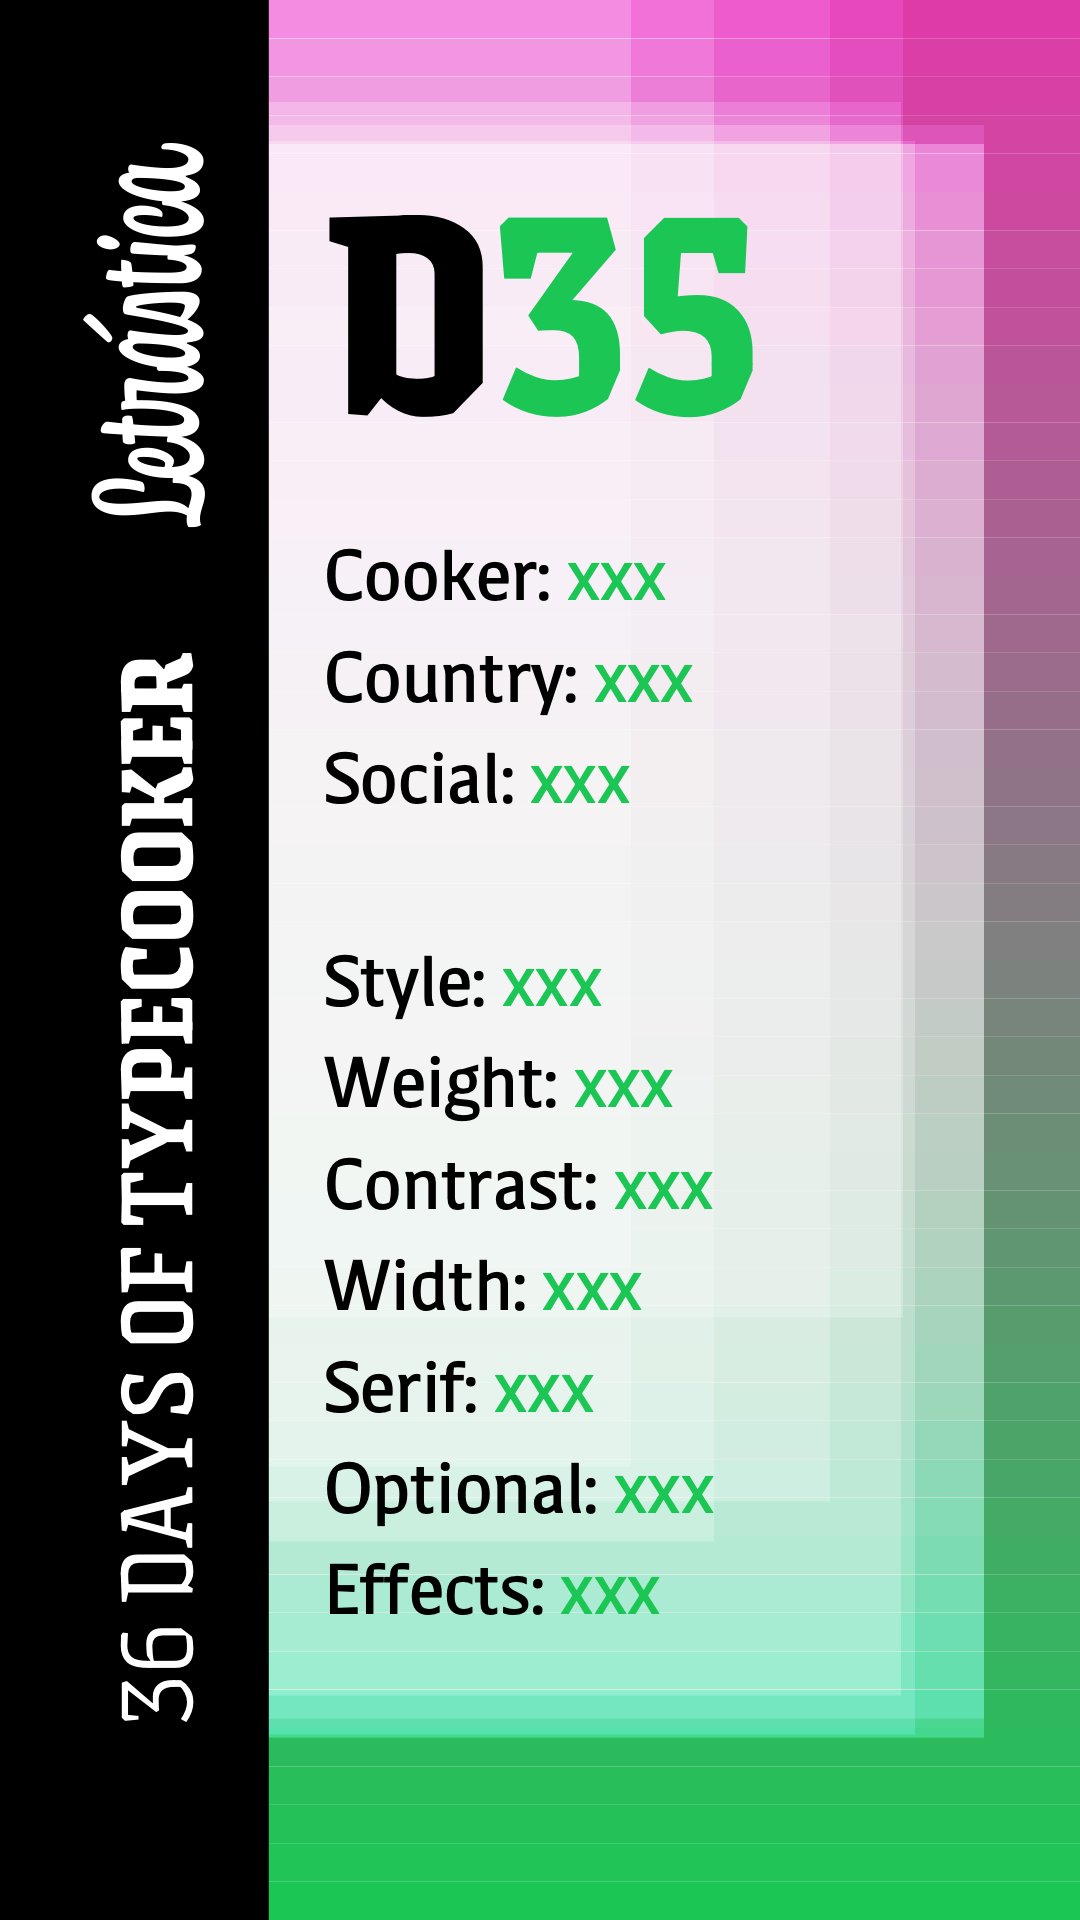 Letrástica
36 DAYS OF TYPECOOKER
D35
Cooker: xxx
Country: xxx
Social: xxx
Style: xxx
Weight: xxx
Contrast: xxx
Width: xxx
Serif: xxx
Optional: xxx
Effects: xxx